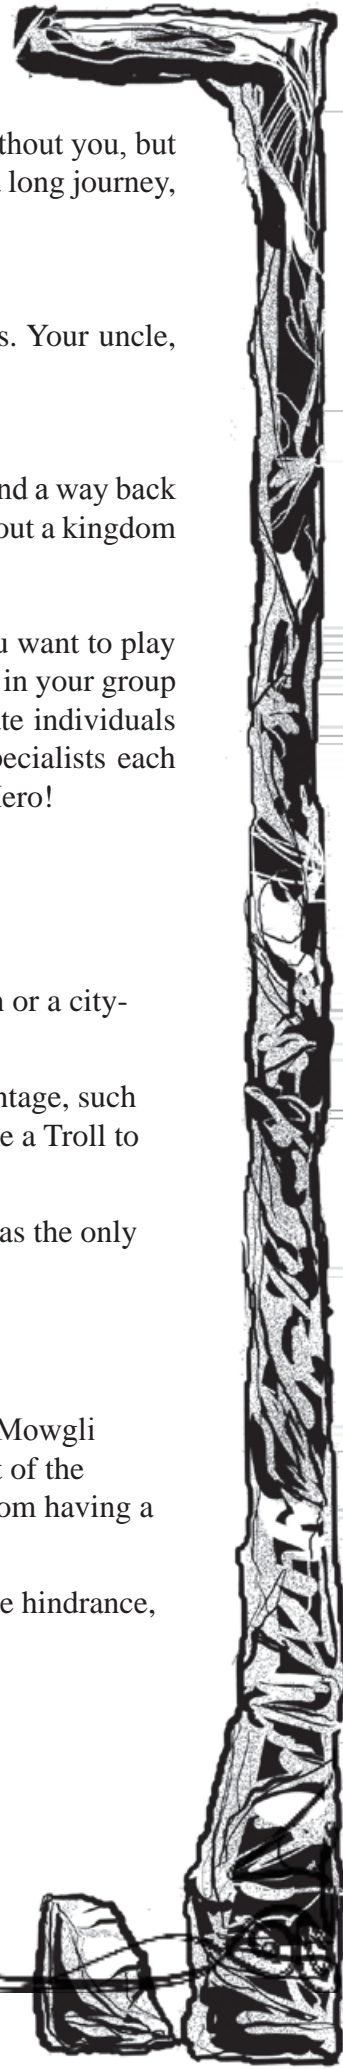 thout you, but
long journey,
s. Your uncle,
nd a way back
out a kingdom
u want to play
in your group
te individuals
pecialists each
ero!
n or a city-
ntage, such
e a Troll to
as the only
Mowgli
t of the
om having a
e hindrance,